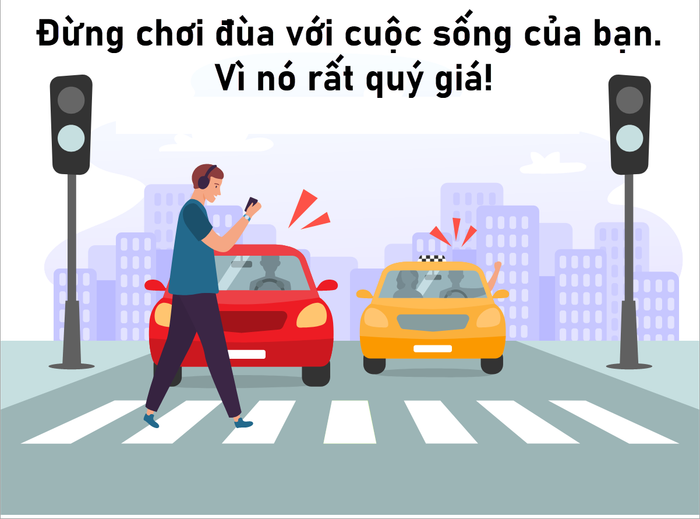 Đừng chơi đùa với cuộc sống của bạn.
Vì nó rất quý giá!